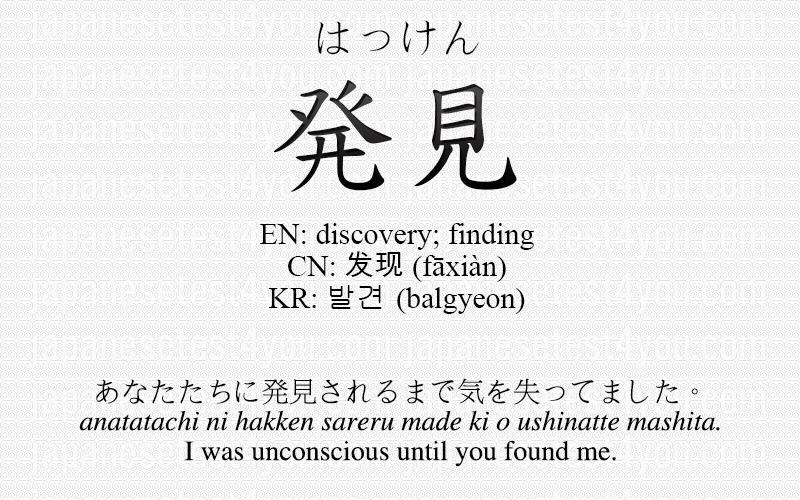 はっけん
発見
EN: discovery; finding
CN: 发现 (fāxiàn)
KR: 발견 (balgyeon)
あなたたちに発見されるまで気を失ってました。
anatatachi ni hakken sareru made ki o ushinatte mashita.
I was unconscious until you found me.